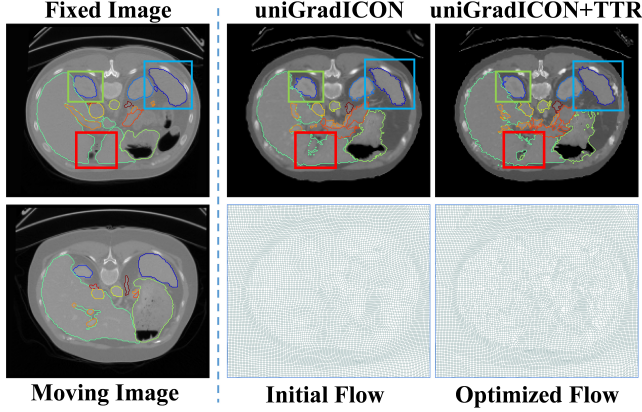 Fixed Image
uniGradICON
uniGradICON+TTR
Moving Image
Initial Flow
Optimized Flow